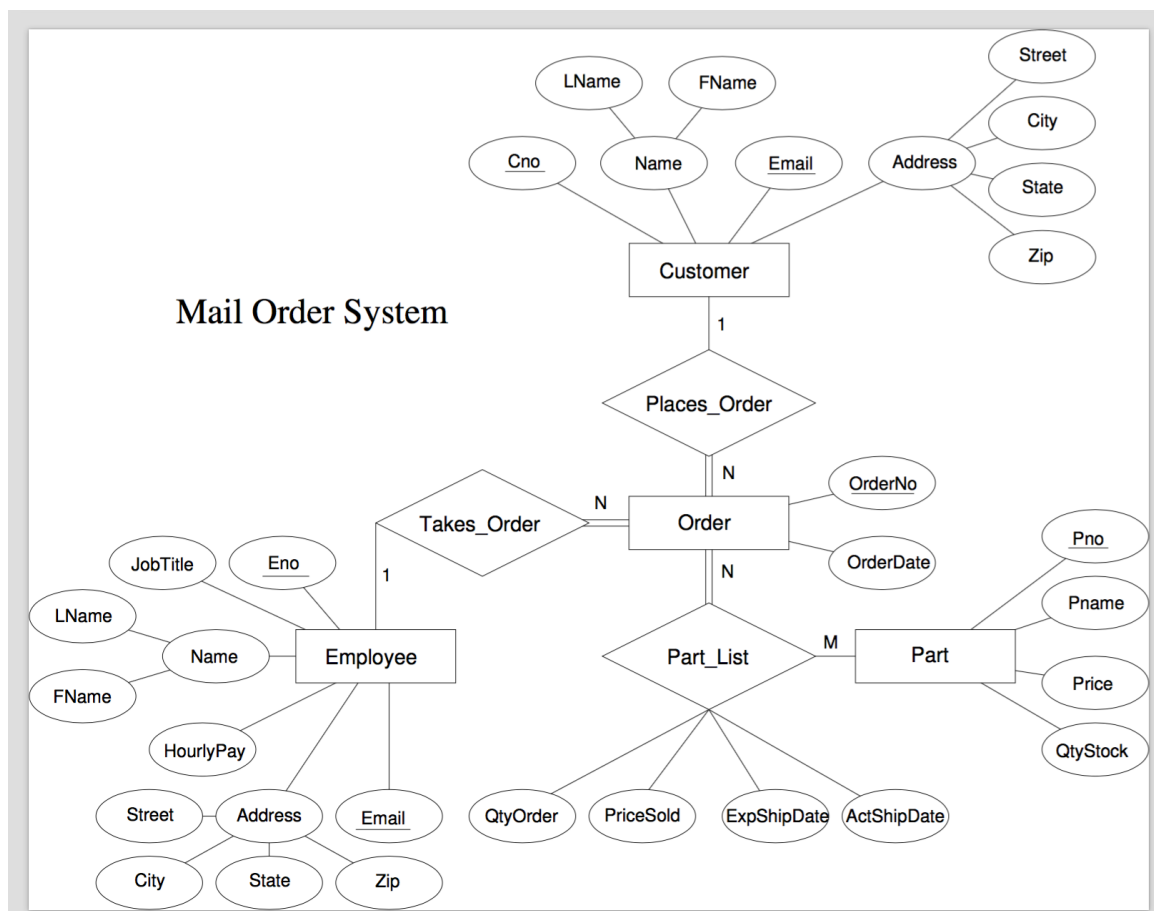 Street
LName
FName
City
Cno
Name
Email
Address
State
Zip
Customer
Mail Order System
1
Places_Order
N
OrderNo
N
Takes_Order
Order
Pno
JobTitle
Eno
1
N
OrderDate
LName
Pname
Name
Employee
Part_List
M
Part
FName
Price
HourlyPay
QtyStock
Street
Address
Email
QtyOrder
PriceSold
ExpShipDate
ActShipDate
City
State
Zip